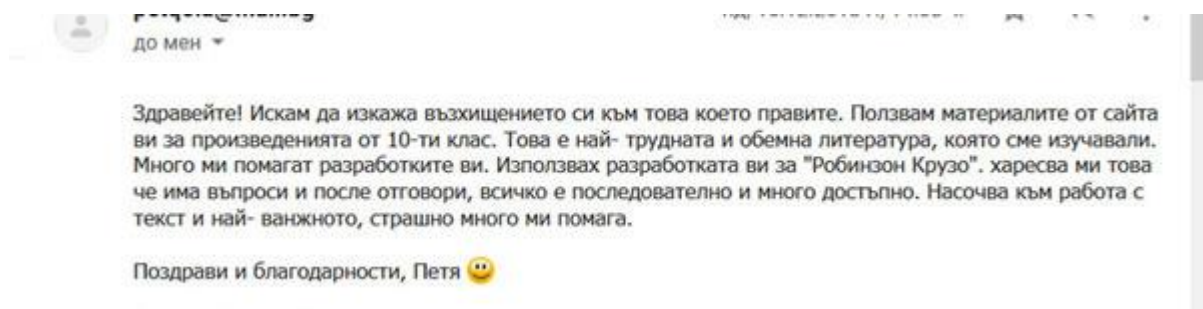 до мен
Здравейте! Искам да изкажа възхищението си към това което правите. Ползвам материалите от сайта
ви за произведенията от 10-ти клас. Това е най- трудната и обемна литература, която сме изучавали.
Много ми помагат разработките ви. Използвах разработката ви за "Робинзон Крузо". харесва ми това
че има въпроси и после отговори, всичко е последователно и много достъпно. Насочва към работа с
текст и най- ванжното, страшно много ми помага.
Поздрави и благодарности, Петя